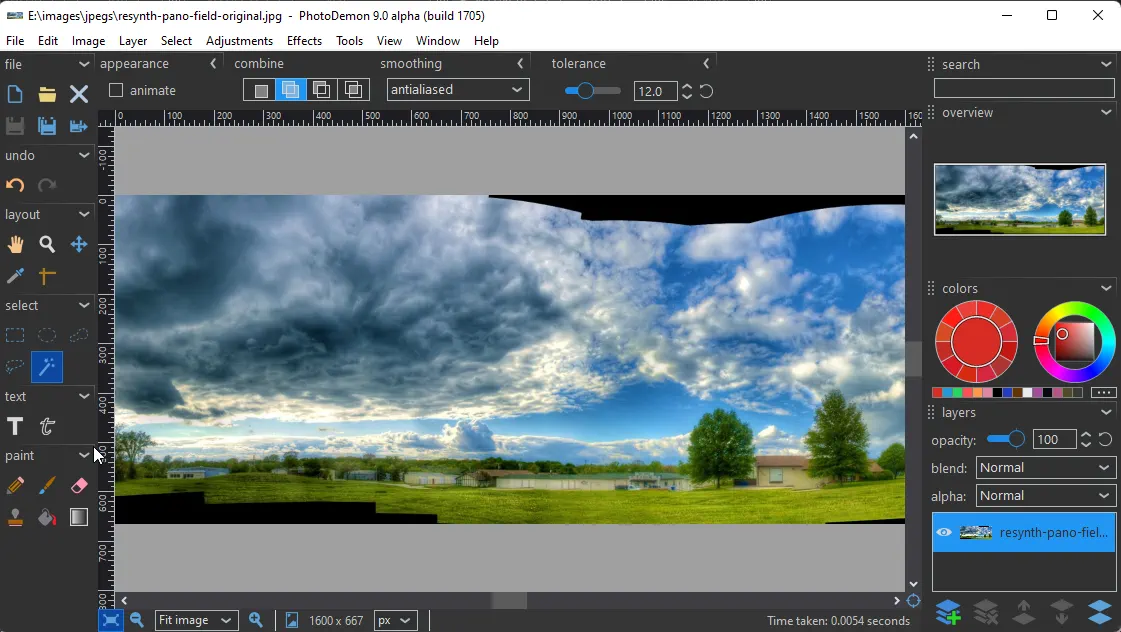 E:\images\jpegs\resynth-pano-field-original.jpg - PhotoDemon 9.0 alpha (build 1705)
File Edit Image Layer Select Adjustments Effects Tools View Window Help
file
undo
layout
select
text
paint
appearance
animate
combine
smoothing
antialiased
tolerance
12.0
0 100 200 300 400 500 600 700 800 900 1000 1100 1200 1300 1400 1500 160
-100 0 100 200 300 400 500 600 700 800
search
overview
colors
layers
opacity: 100
blend: Normal
alpha: Normal
resynth-pano-fiel...
Fit image 1600 x 667 px Time taken: 0.0054 seconds